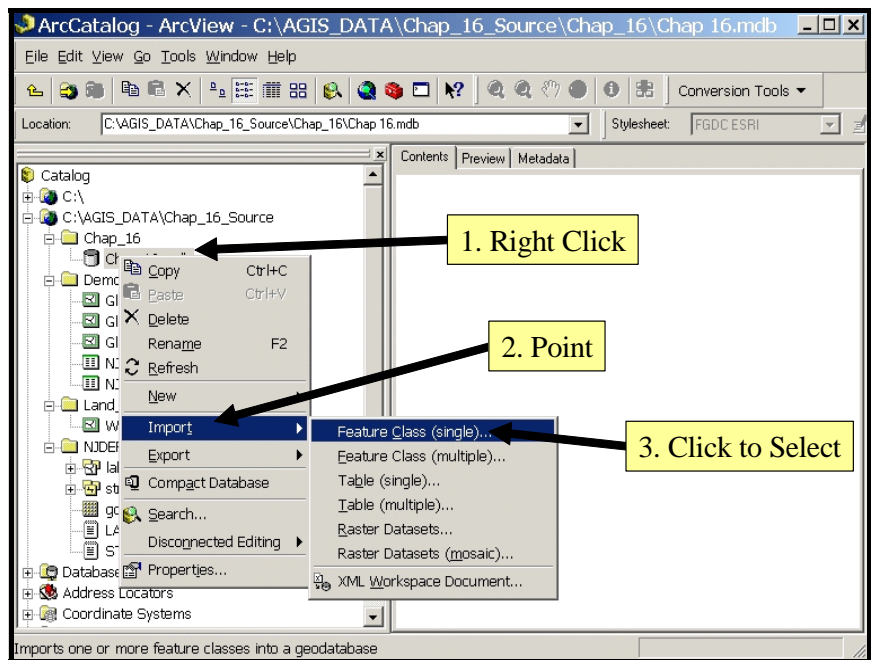 ArcCatalog - ArcView - C:\AGIS_DATA\Chap_16_Source\Chap_16\Chap 16.mdb
File Edit View Go Tools Window Help
Conversion Tools
Location: C:\AGIS_DATA\Chap_16_Source\Chap_16\Chap 16.mdb Stylesheet: FGDC ESRI
Contents Preview Metadata
Catalog
C:\
C:\AGIS_DATA\Chap_16_Source
Chap_16
1. Right Click
Copy Ctrl+C
Paste Ctrl+V
Delete
Rename F2
Refresh
New
Import
Export
Compact Database
Search...
Disconnected Editing
Properties...
2. Point
Feature Class (single)...
Feature Class (multiple)...
Table (single)...
Table (multiple)...
Raster Datasets...
Raster Datasets (mosaic)...
XML Workspace Document...
3. Click to Select
Land_
Database
Address Locators
Coordinate Systems
Imports one or more feature classes into a geodatabase